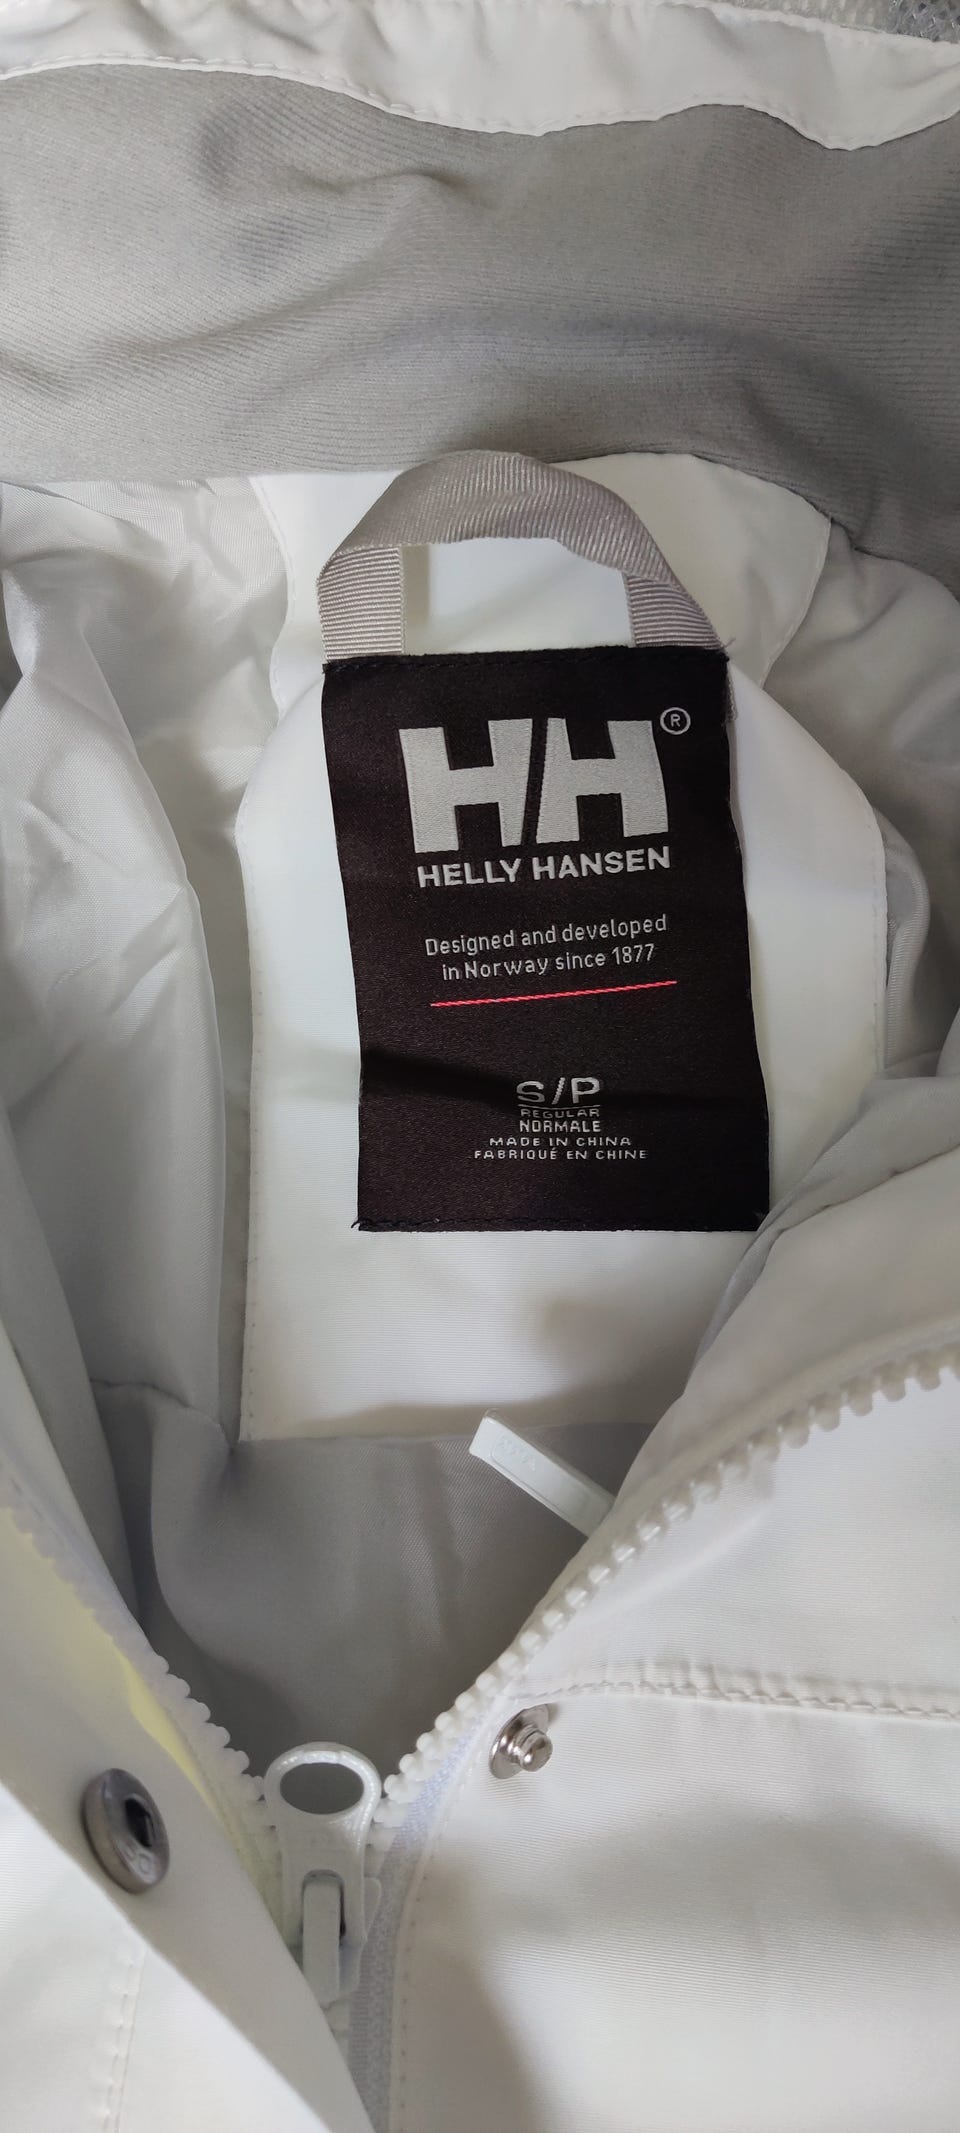 HH®
HELLY HANSEN
Designed and developed
in Norway since 1877
S/P
REGULAR
NORMALE
MADE IN CHINA
FABRIQUÉ EN CHINE